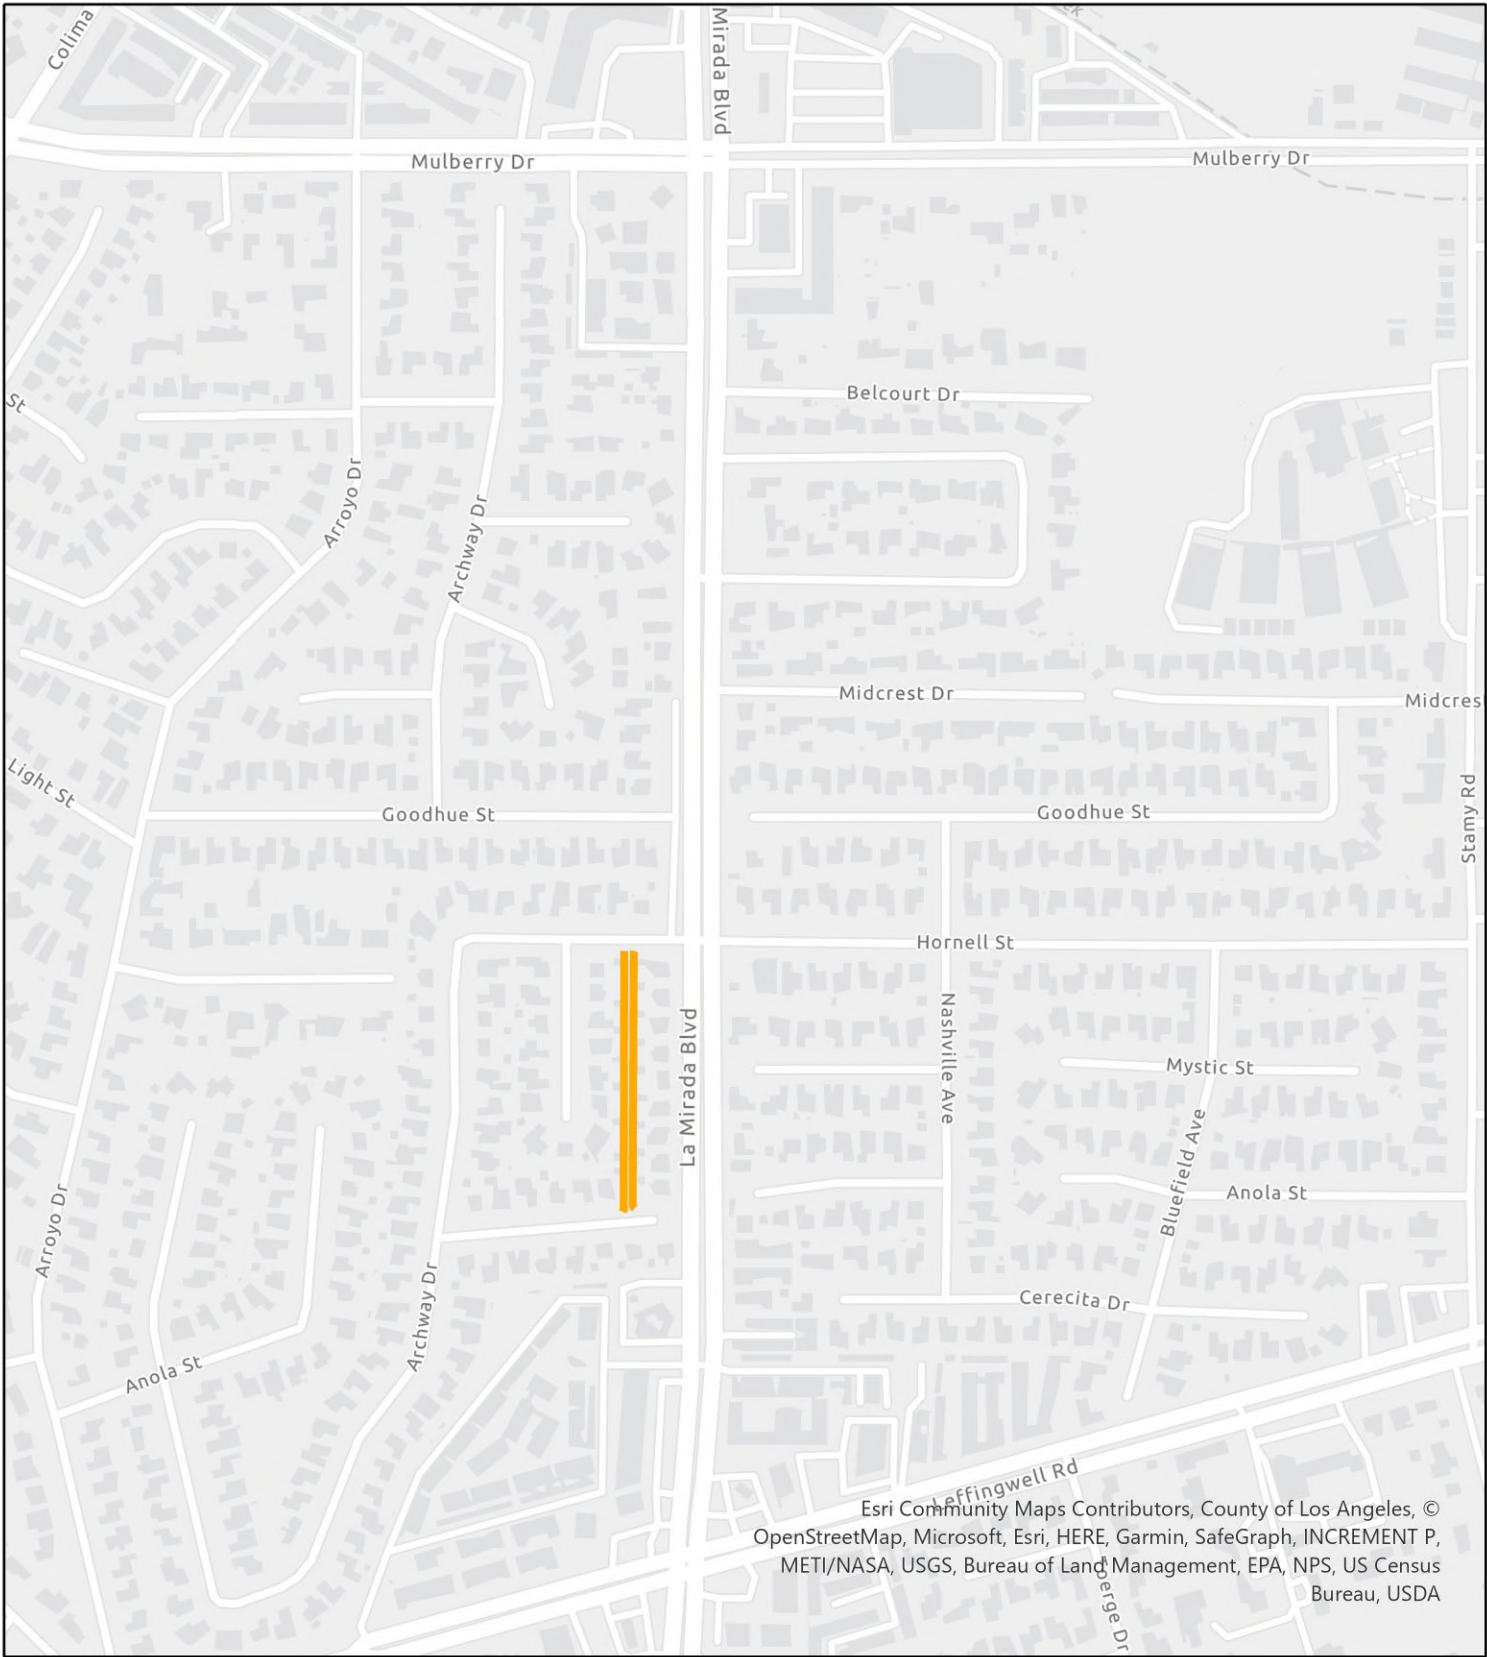 Colima
Mirada Blvd
Mulberry Dr
Mulberry Dr
St
Belcourt Dr
Arroyo Dr
Archway Dr
Midcrest Dr
Midcrest
Light St
Goodhue St
Goodhue St
Stamy Rd
Hornell St
Nashville Ave
La Mirada Blvd
Mystic St
Bluefield Ave
Anola St
Arroyo Dr
Archway Dr
Cerecita Dr
Anola St
Leffingwell Rd
Esri Community Maps Contributors, County of Los Angeles, ©
OpenStreetMap, Microsoft, Esri, HERE, Garmin, SafeGraph, INCREMENT P,
METI/NASA, USGS, Bureau of Land Management, EPA, NPS, US Census
Bureau, USDA